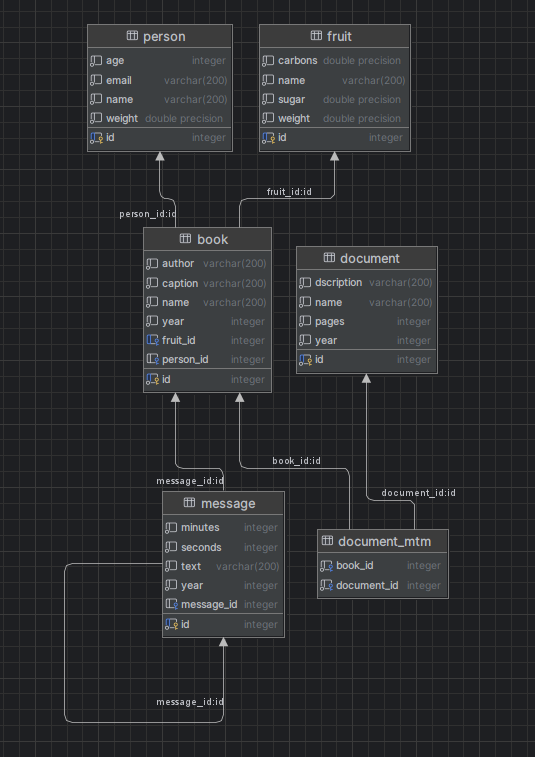 person
age integer
email varchar(200)
name varchar(200)
weight double precision
id integer
fruit
carbons double precision
name varchar(200)
sugar double precision
weight double precision
id integer
person_id:id
fruit_id:id
book
author varchar(200)
caption varchar(200)
name varchar(200)
year integer
fruit_id integer
person_id integer
id integer
document
dscription varchar(200)
name varchar(200)
pages integer
year integer
id integer
message_id:id
book_id:id
document_id:id
message
minutes integer
seconds integer
text varchar(200)
year integer
message_id integer
id integer
document_mtm
book_id integer
document_id integer
message_id:id